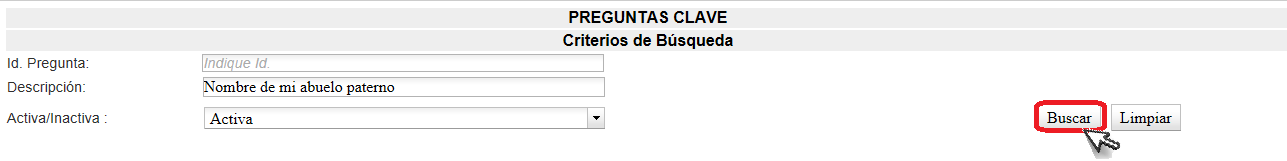 PREGUNTAS CLAVE
Criterios de Búsqueda
Id. Pregunta: Indique Id.
Descripción: Nombre de mi abuelo paterno
Activa/Inactiva : Activa Buscar Limpiar